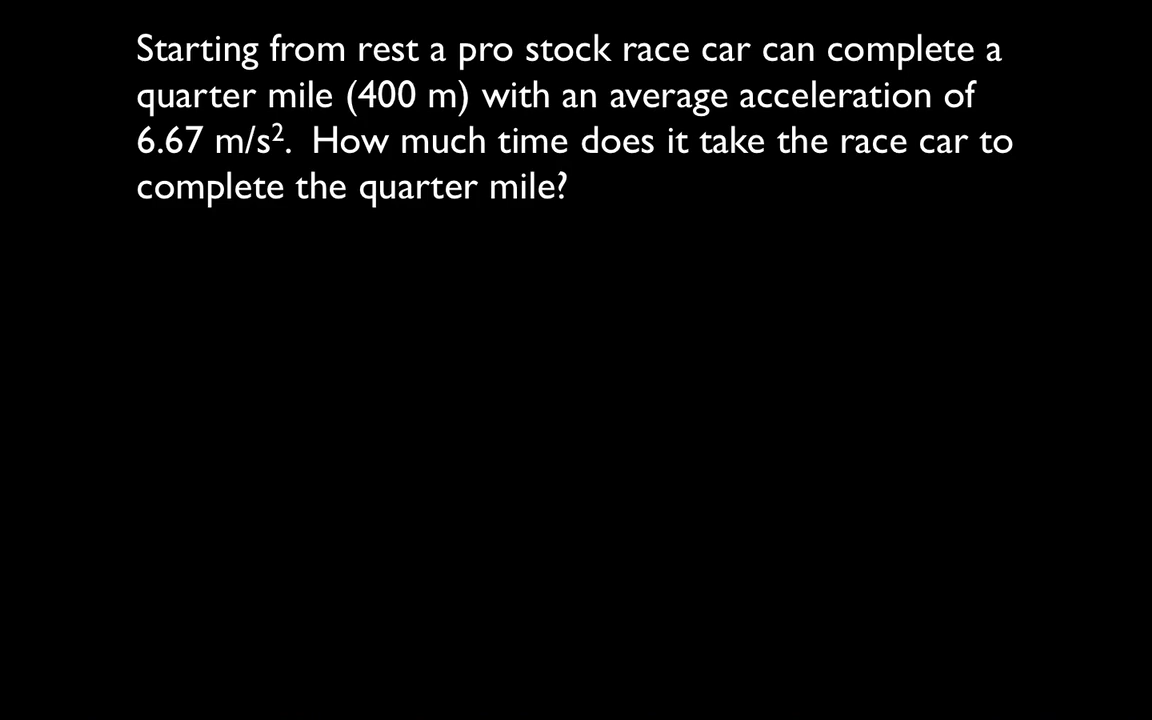 Starting from rest a pro stock race car can complete a
quarter mile (400 m) with an average acceleration of
6.67 m/s². How much time does it take the race car to
complete the quarter mile?